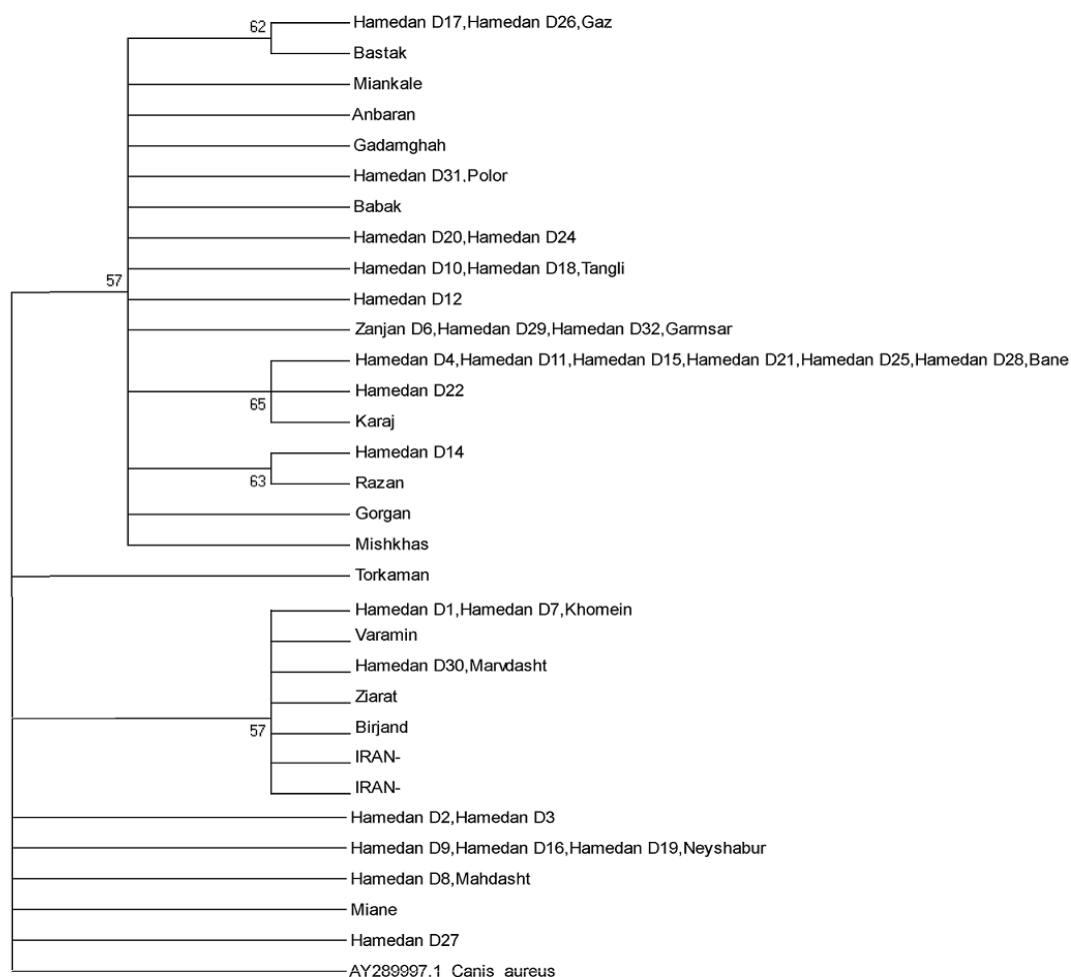 62
Hamedan D17,Hamedan D26,Gaz
Bastak
Miankale
Anbaran
Gadamghah
Hamedan D31,Polor
Babak
Hamedan D20,Hamedan D24
57
Hamedan D10,Hamedan D18,Tangli
Hamedan D12
Zanjan D6,Hamedan D29,Hamedan D32,Garmsar
Hamedan D4,Hamedan D11,Hamedan D15,Hamedan D21,Hamedan D25,Hamedan D28,Bane
Hamedan D22
65
Karaj
Hamedan D14
63
Razan
Gorgan
Mishkhas
Torkaman
Hamedan D1,Hamedan D7,Khomein
Varamin
Hamedan D30,Marvdasht
Ziarat
Birjand
57
IRAN-
IRAN-
Hamedan D2,Hamedan D3
Hamedan D9,Hamedan D16,Hamedan D19,Neyshabur
Hamedan D8,Mahdasht
Miane
Hamedan D27
AY289997.1 Canis aureus